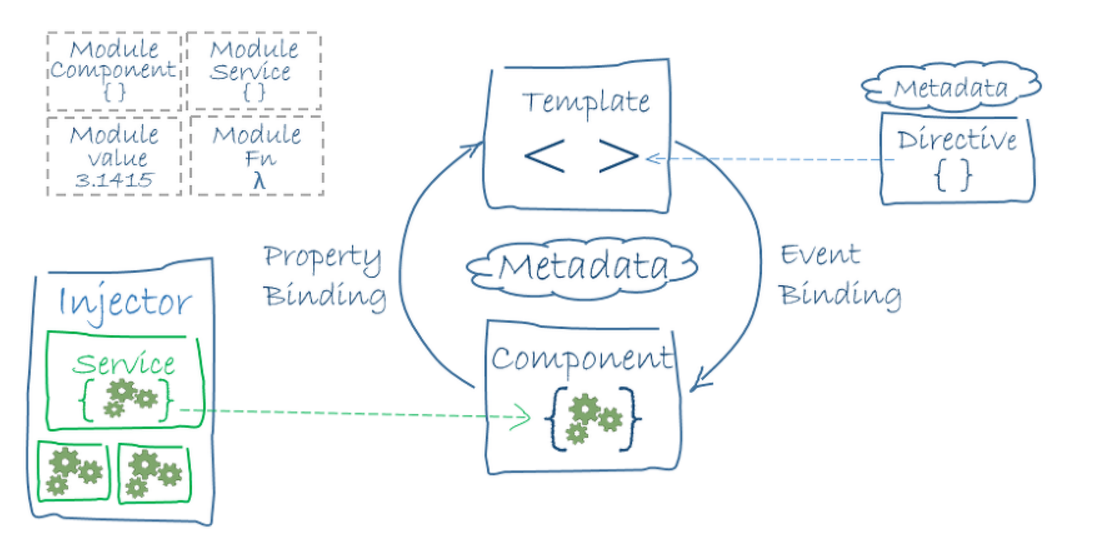 Module
Component
{ }
Module
Service
{ }
Module
value
3.1415
Module
Fn
λ
Template
< >
Metadata
Directive
{ }
Property
Binding
Metadata
Event
Binding
Injector
Service
{ }
Component
{ }